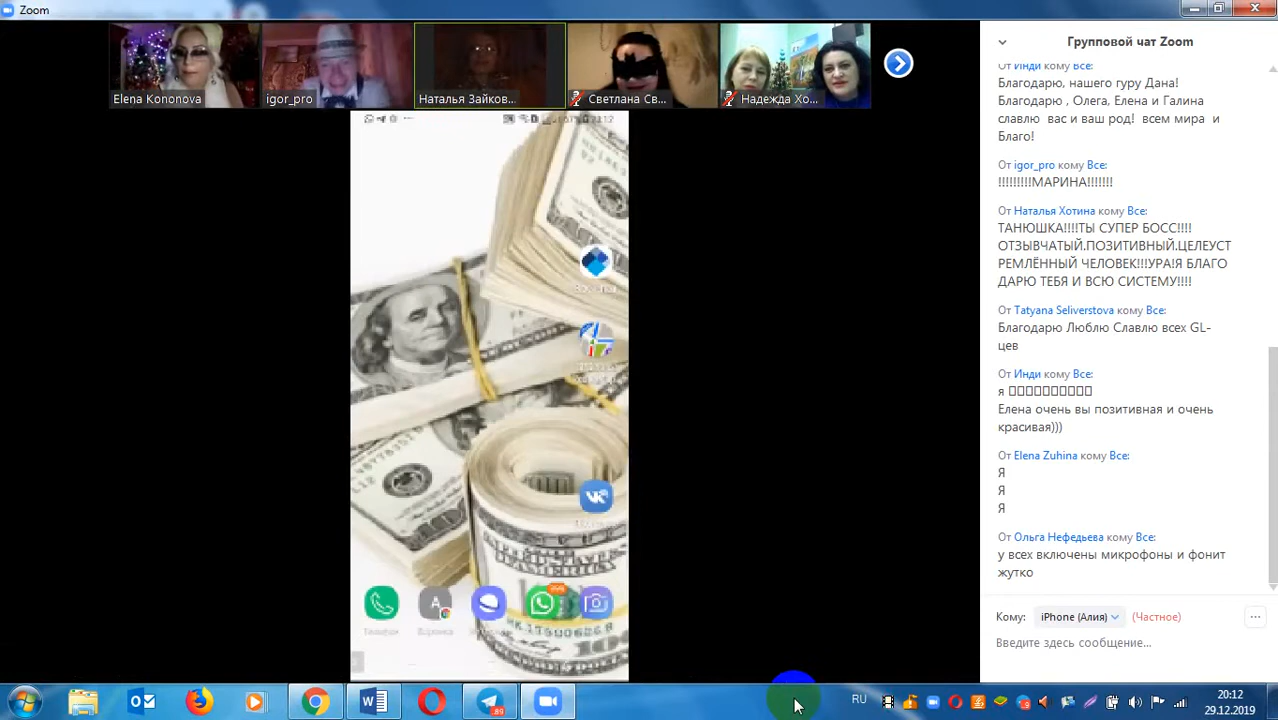 Zoom
Elena Kononova
igor_pro
Наталья Зайков...
Светлана Св...
Надежда Хо...
Групповой чат Zoom
От Инди кому Все:
Благодарю, нашего гуру Дана!
Благодарю , Олега, Елена и Галина
славлю вас и ваш род! всем мира и
Благо!
От igor_pro кому Все:
!!!!!!!!!МАРИНА!!!!!!!
От Наталья Хотина кому Все:
ТАНЮШКА!!!!ТЫ СУПЕР БОСС!!!!
ОТЗЫВЧАТЫЙ.ПОЗИТИВНЫЙ.ЦЕЛЕУСТ
РЕМЛЁННЫЙ ЧЕЛОВЕК!!!УРА!Я БЛАГО
ДАРЮ ТЕБЯ И ВСЮ СИСТЕМУ!!!!
От Tatyana Seliverstova кому Все:
Благодарю Люблю Славлю всех GL-
цев
От Инди кому Все:
я
Елена очень вы позитивная и очень
красивая)))
От Elena Zuhina кому Все:
Я
Я
Я
От Ольга Нефедьева кому Все:
у всех включены микрофоны и фонит
жутко
Кому: iPhone (Алия) (Частное)
Введите здесь сообщение...
RU
20:12
29.12.2019
89